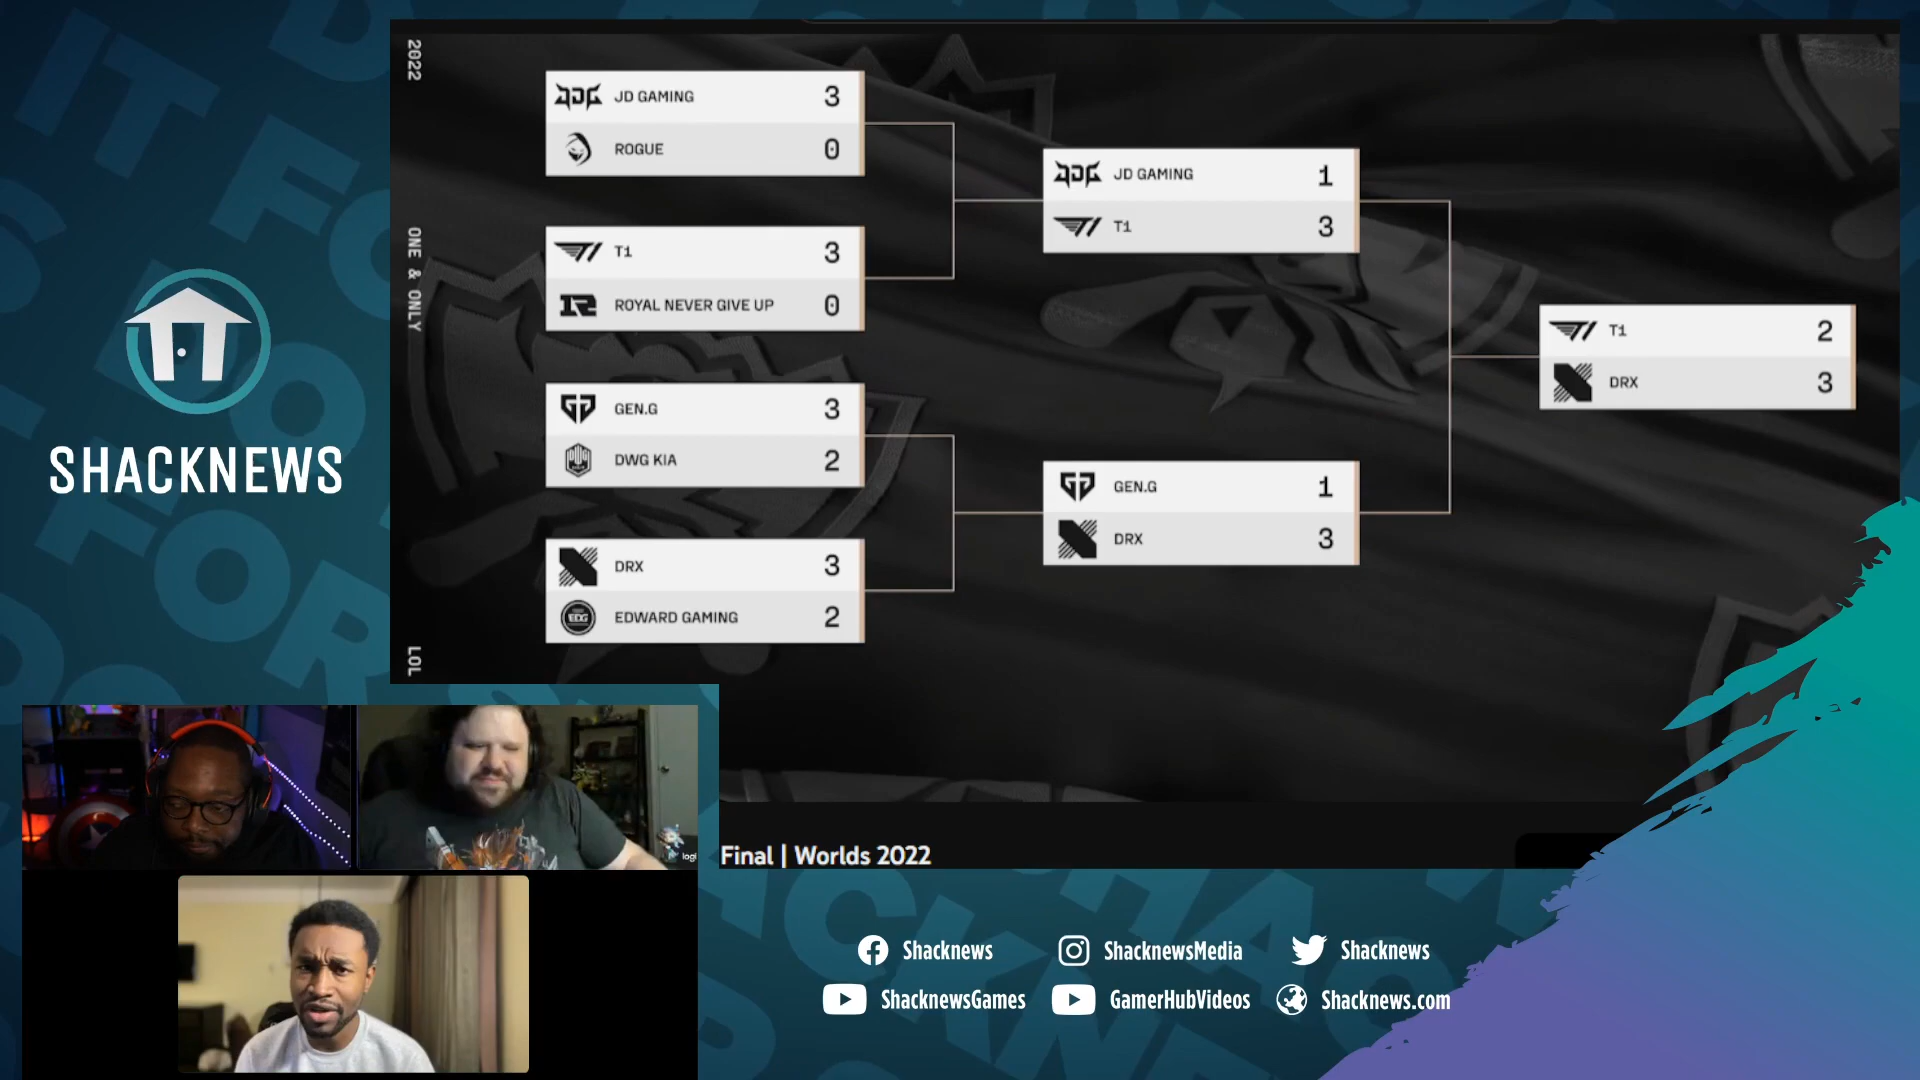 2022
ONE & ONLY
LOL
JD GAMING 3
ROGUE 0
T1 3
ROYAL NEVER GIVE UP 0
GEN.G 3
DWG KIA 2
DRX 3
EDG EDWARD GAMING 2
JD GAMING 1
T1 3
GEN.G 1
DRX 3
T1 2
DRX 3
SHACKNEWS
logi
Final | Worlds 2022
Shacknews
ShacknewsMedia
Shacknews
ShacknewsGames
GamerHubVideos
Shacknews.com